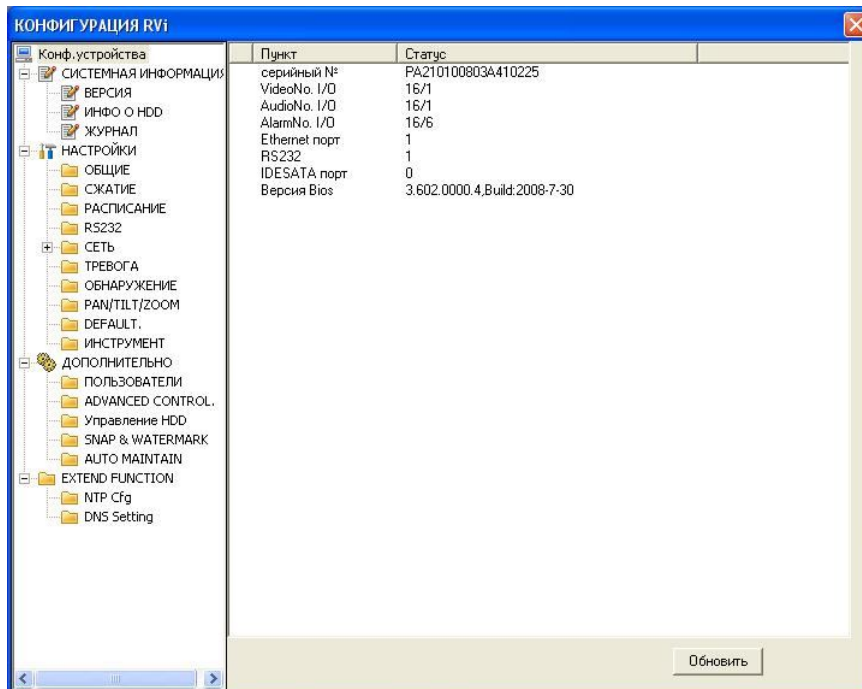 КОНФИГУРАЦИЯ RVi
Конф.устройства
СИСТЕМНАЯ ИНФОРМАЦИЯ
ВЕРСИЯ
ИНФО О HDD
ЖУРНАЛ
НАСТРОЙКИ
ОБЩИЕ
СЖАТИЕ
РАСПИСАНИЕ
RS232
СЕТЬ
ТРЕВОГА
ОБНАРУЖЕНИЕ
PAN/TILT/ZOOM
DEFAULT.
ИНСТРУМЕНТ
ДОПОЛНИТЕЛЬНО
ПОЛЬЗОВАТЕЛИ
ADVANCED CONTROL.
Управление HDD
SNAP & WATERMARK
AUTO MAINTAIN
EXTEND FUNCTION
NTP Cfg
DNS Setting
Пункт Статус
серийный № PA210100803A410225
VideoNo. I/O 16/1
AudioNo. I/O 16/1
AlarmNo. I/O 16/6
Ethernet порт 1
RS232 1
IDESATA порт 0
Версия Bios 3.602.0000.4,Build:2008-7-30
Обновить